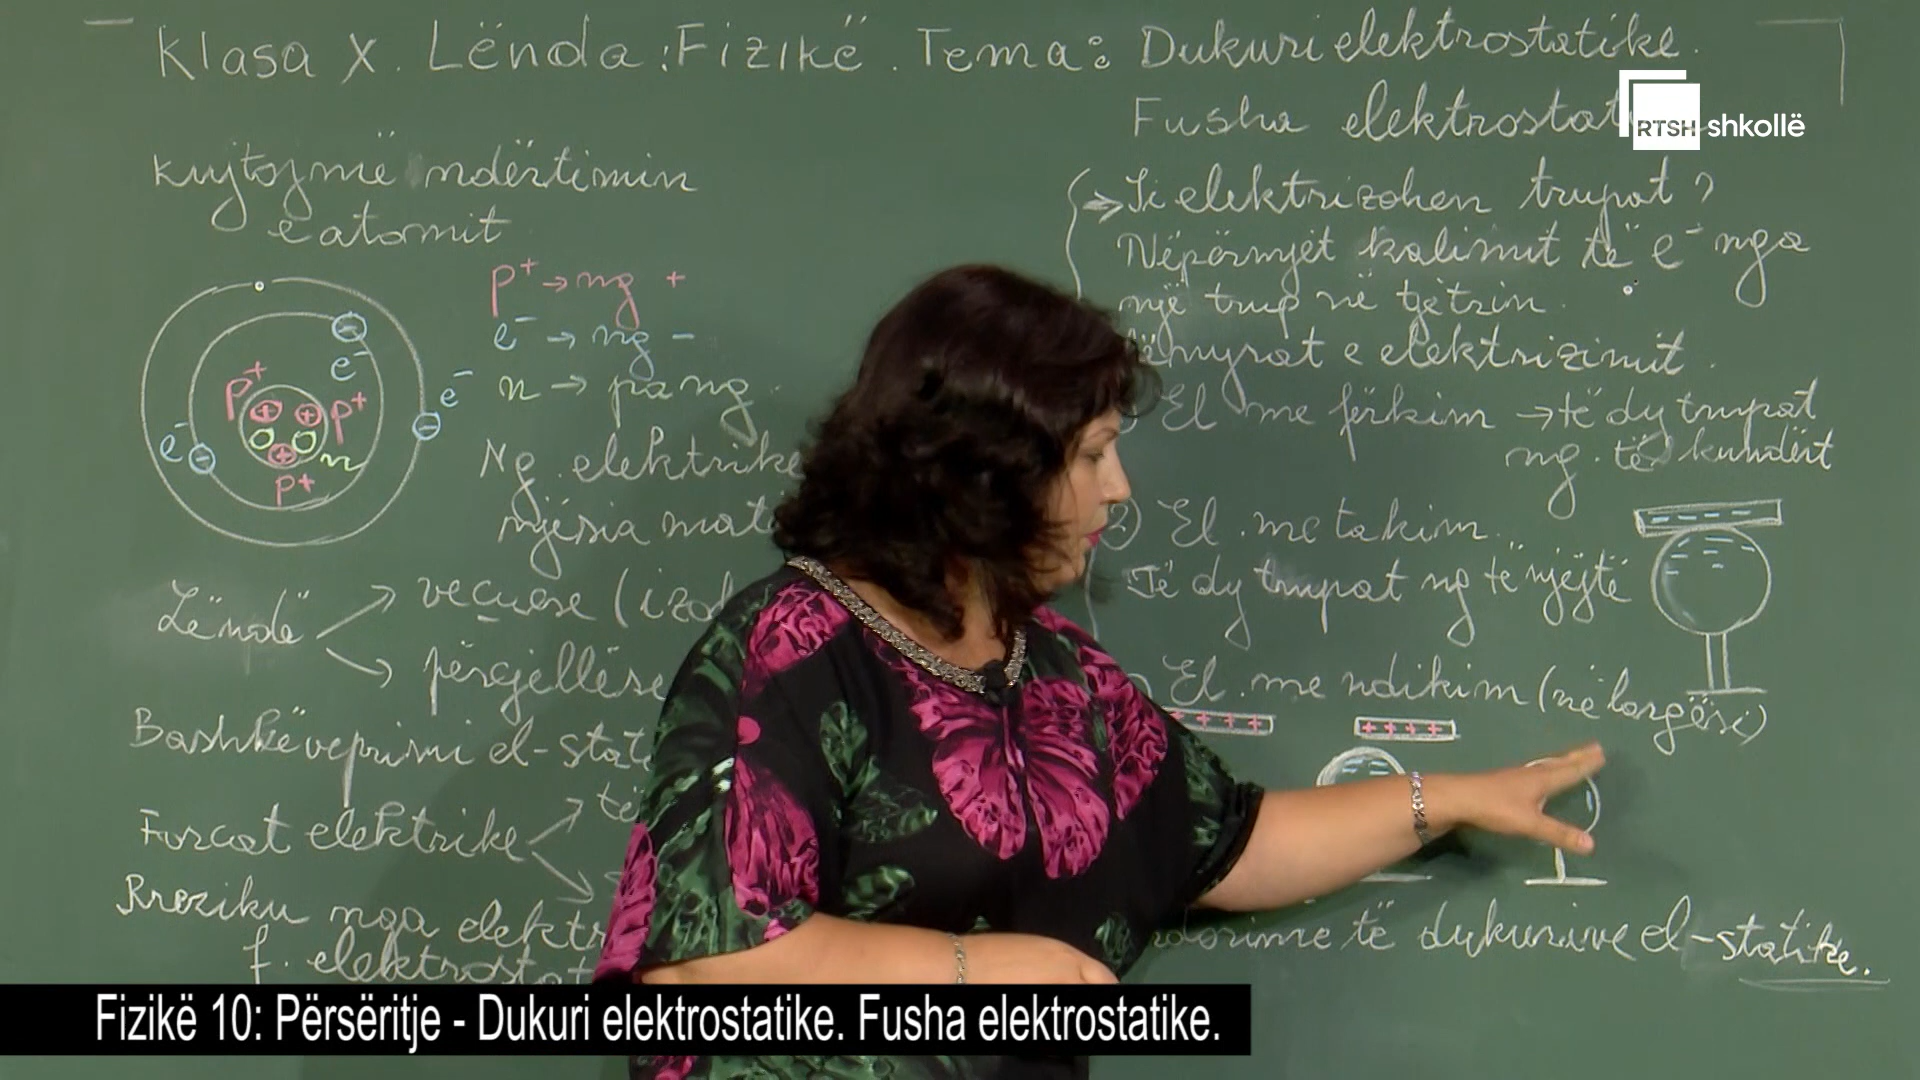 Klasa X. Lënda: Fizikë. Tema: Dukuri elektrostatike.
Fusha elektrostat
RTSH shkollë
kujtojmë ndërtimin
e atomit
p+ → ng +
e- → ng -
n → pa ng.
e-
p+
p+
e-
e-
n
p+
Ng. elektrike
njësia mat
Lëndë
veçuese (izo
përcjellëse
Bashkëveprimi el-stat
Forcat elektrike
të
Rreziku nga elektr
f. elektrostat
Si elektrizohen trupat?
Nëpërmjet kalimit të e- nga
një trup në tjetrin.
mënyrat e elektrizimit.
El me fërkim → të dy trupat
ng. të kundërt
2) El. me takim.
Të dy trupat ng të njejtë
El. me ndikim (në largësi)
+ + + +
+ + + +
dorime të dukurive el-statike.
Fizikë 10: Përsëritje - Dukuri elektrostatike. Fusha elektrostatike.